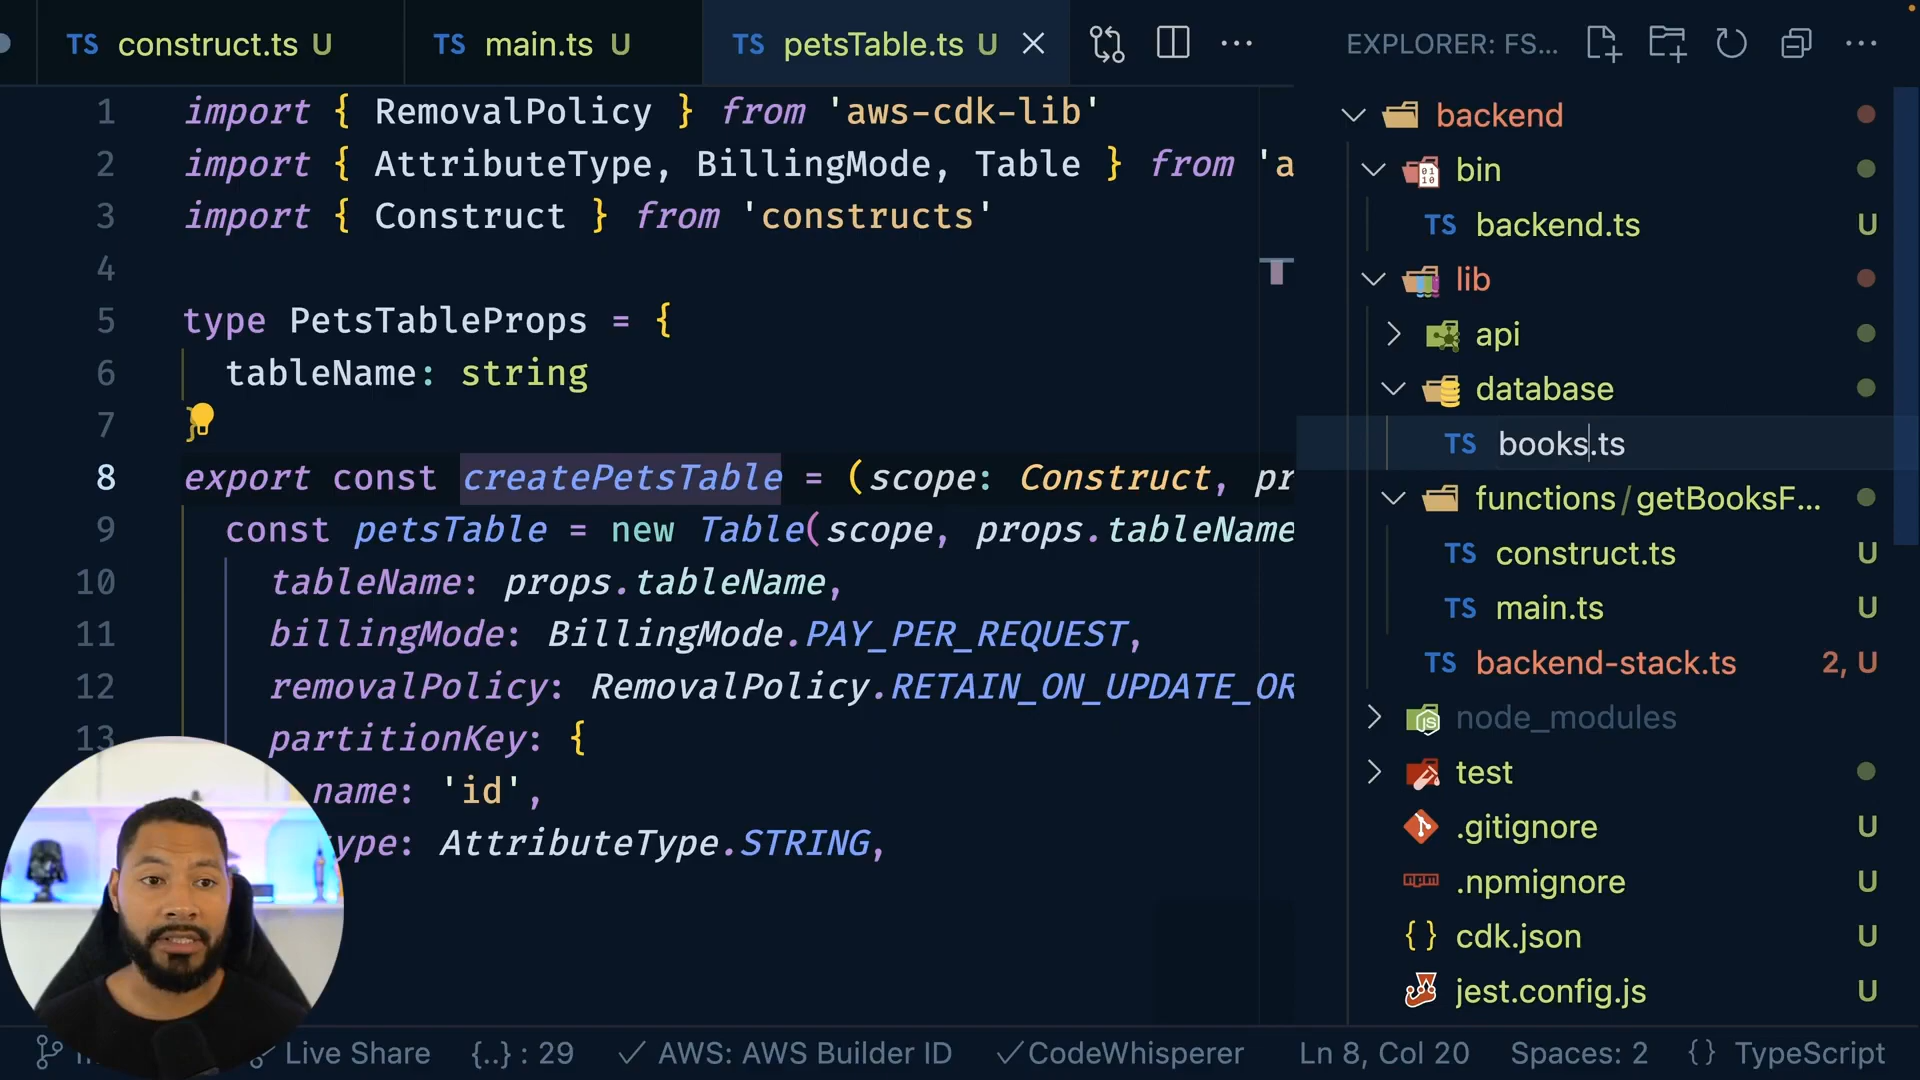 TS construct.ts U
TS main.ts U
TS petsTable.ts U
1 import { RemovalPolicy } from 'aws-cdk-lib'
2 import { AttributeType, BillingMode, Table } from 'a
3 import { Construct } from 'constructs'
4
5 type PetsTableProps = {
6 tableName: string
7 }
8 export const createPetsTable = (scope: Construct, pr
9 const petsTable = new Table(scope, props.tableName
10 tableName: props.tableName,
11 billingMode: BillingMode.PAY_PER_REQUEST,
12 removalPolicy: RemovalPolicy.RETAIN_ON_UPDATE_OR
13 partitionKey: {
name: 'id',
ype: AttributeType.STRING,
EXPLORER: FS...
backend
bin
TS backend.ts U
lib
api
database
TS books.ts
functions/getBooksF...
TS construct.ts U
TS main.ts U
TS backend-stack.ts 2, U
node_modules
test
.gitignore U
.npmignore U
{ } cdk.json U
jest.config.js U
Live Share
{..} : 29
AWS: AWS Builder ID
CodeWhisperer
Ln 8, Col 20
Spaces: 2
{ } TypeScript